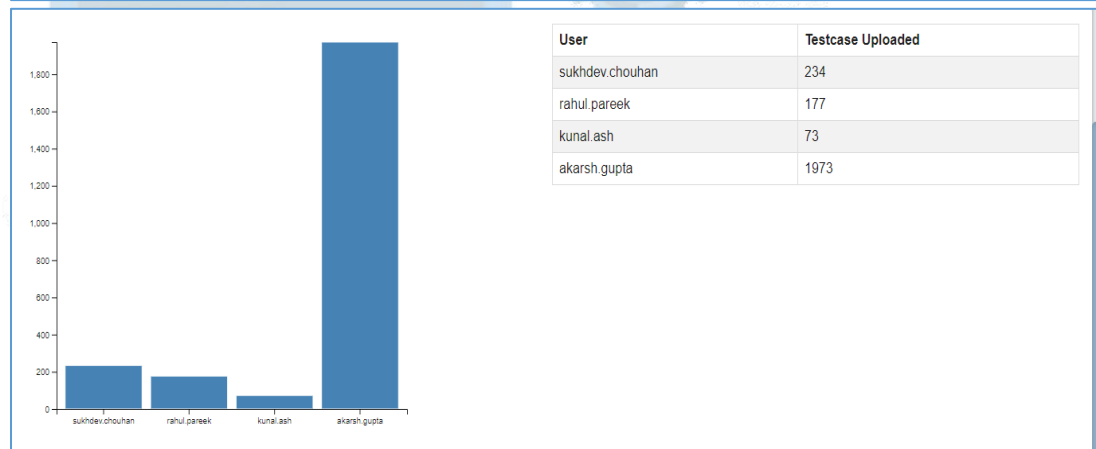 1,800
1,600
1,400
1,200
1,000
800
600
400
200
0
sukhdev.chouhan rahul.pareek kunal.ash akarsh.gupta
User Testcase Uploaded
sukhdev.chouhan 234
rahul.pareek 177
kunal.ash 73
akarsh.gupta 1973